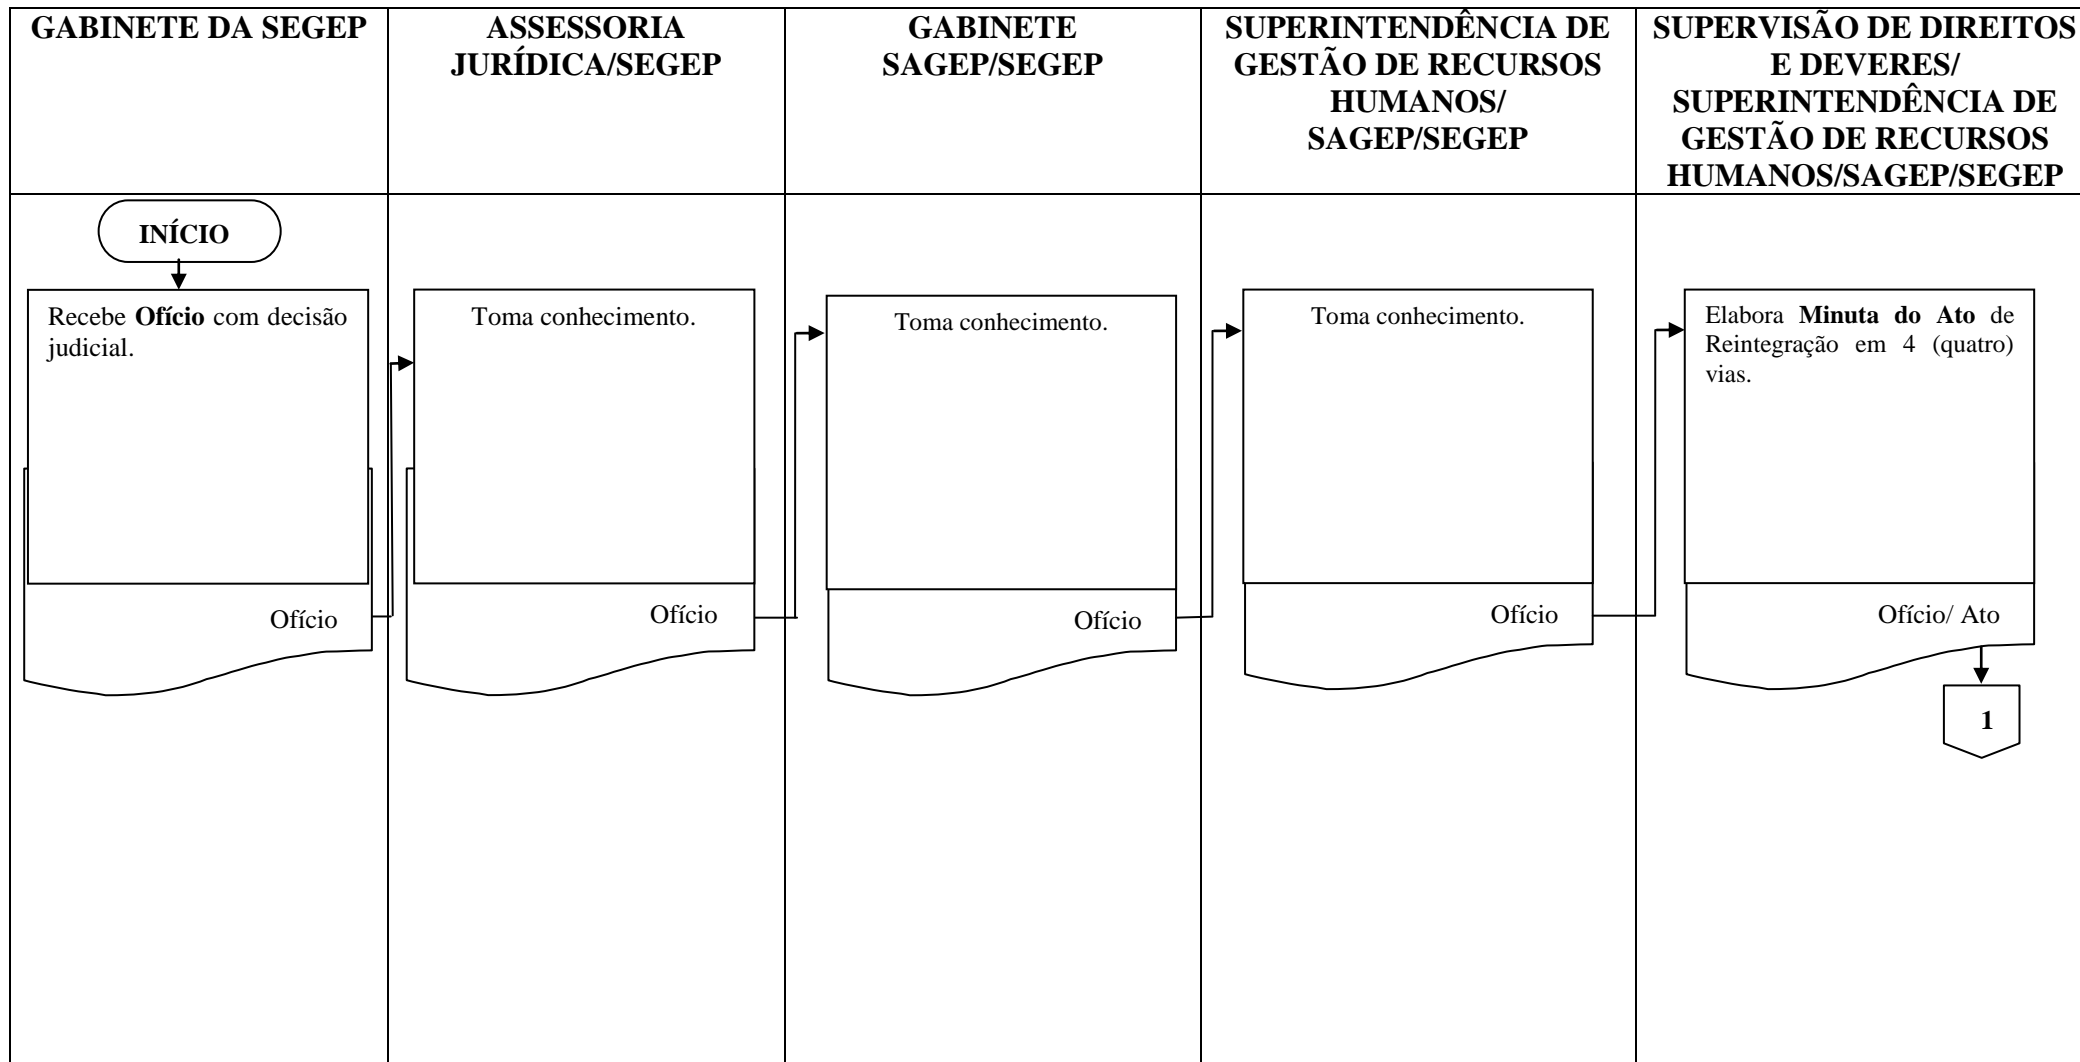 GABINETE DA SEGEP
ASSESSORIA
JURÍDICA/SEGEP
GABINETE
SAGEP/SEGEP
SUPERINTENDÊNCIA DE
GESTÃO DE RECURSOS
HUMANOS/
SAGEP/SEGEP
SUPERVISÃO DE DIREITOS
E DEVERES/
SUPERINTENDÊNCIA DE
GESTÃO DE RECURSOS
HUMANOS/SAGEP/SEGEP
INÍCIO
Recebe Ofício com decisão
judicial.
Ofício
Toma conhecimento.
Ofício
Toma conhecimento.
Ofício
Toma conhecimento.
Ofício
Elabora Minuta do Ato de
Reintegração em 4 (quatro)
vias.
Ofício/ Ato
1